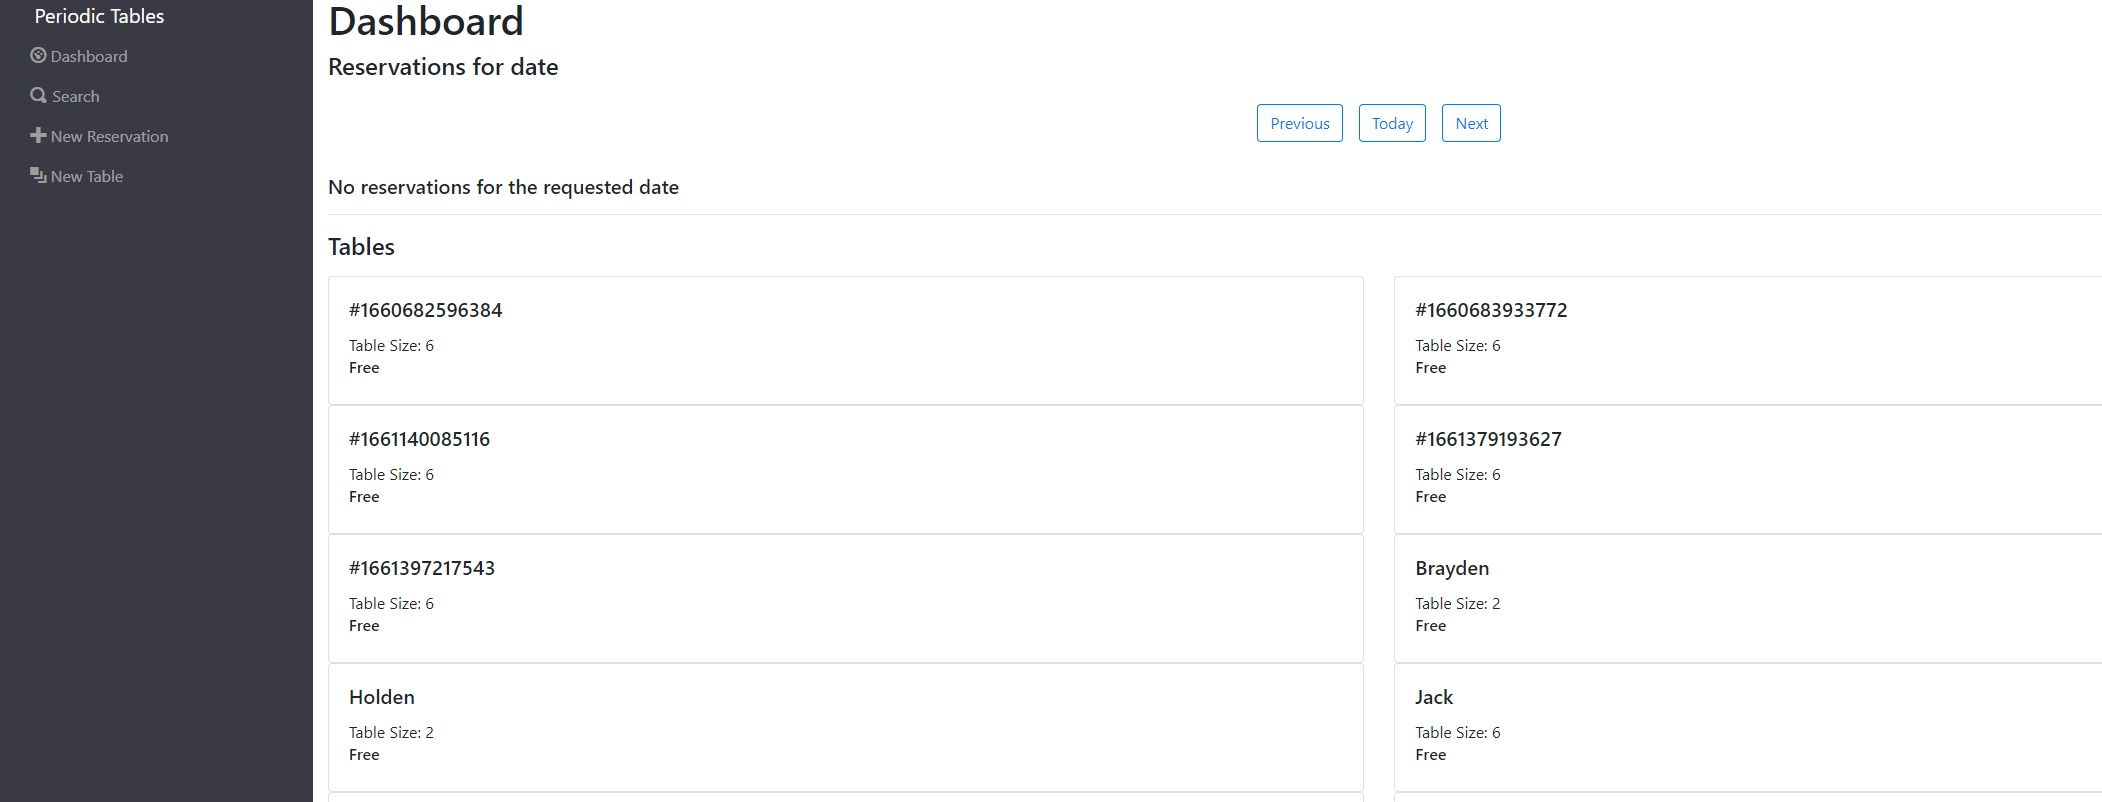 Periodic Tables
Dashboard
Search
New Reservation
New Table
Dashboard
Reservations for date
Previous
Today
Next
No reservations for the requested date
Tables
#1660682596384
Table Size: 6
Free
#1660683933772
Table Size: 6
Free
#1661140085116
Table Size: 6
Free
#1661379193627
Table Size: 6
Free
#1661397217543
Table Size: 6
Free
Brayden
Table Size: 2
Free
Holden
Table Size: 2
Free
Jack
Table Size: 6
Free